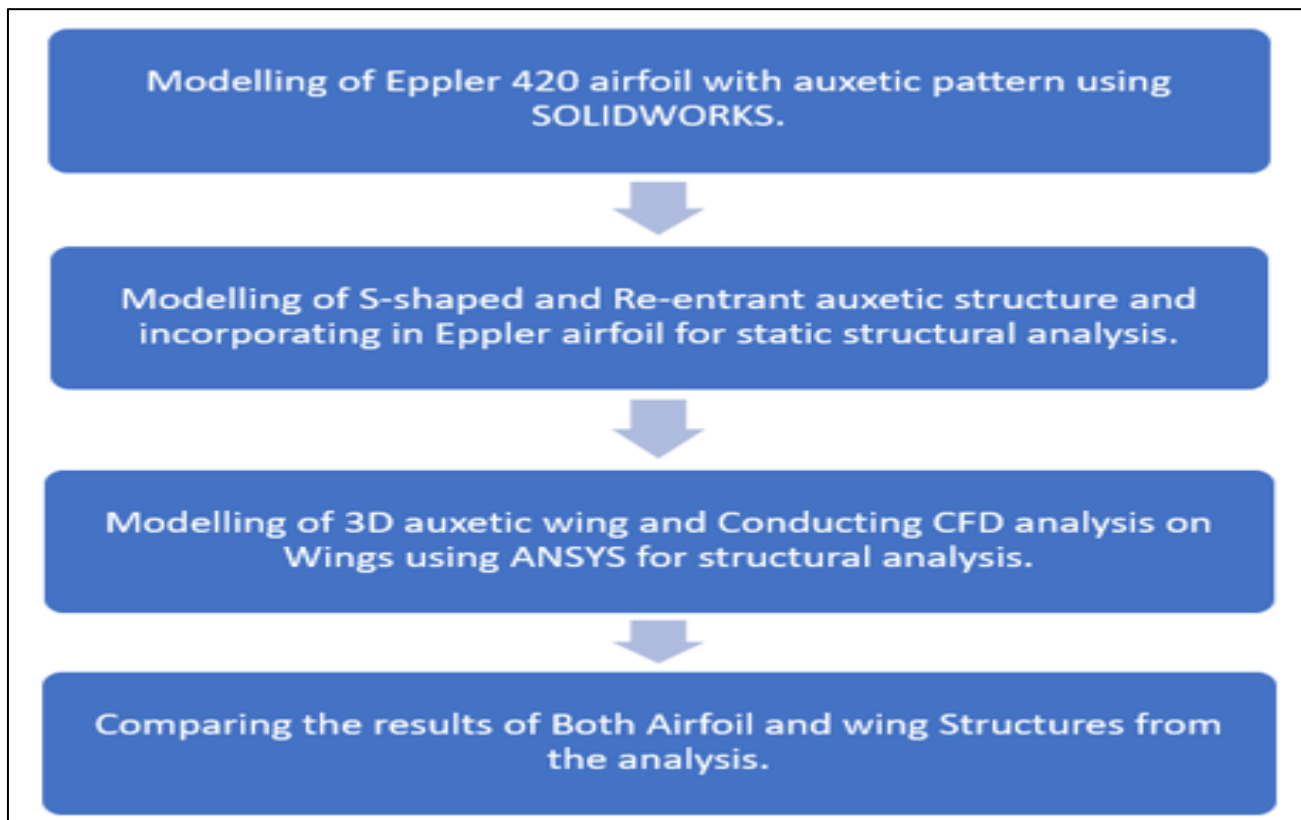 Modelling of Eppler 420 airfoil with auxetic pattern using
SOLIDWORKS.
Modelling of S-shaped and Re-entrant auxetic structure and
incorporating in Eppler airfoil for static structural analysis.
Modelling of 3D auxetic wing and Conducting CFD analysis on
Wings using ANSYS for structural analysis.
Comparing the results of Both Airfoil and wing Structures from
the analysis.